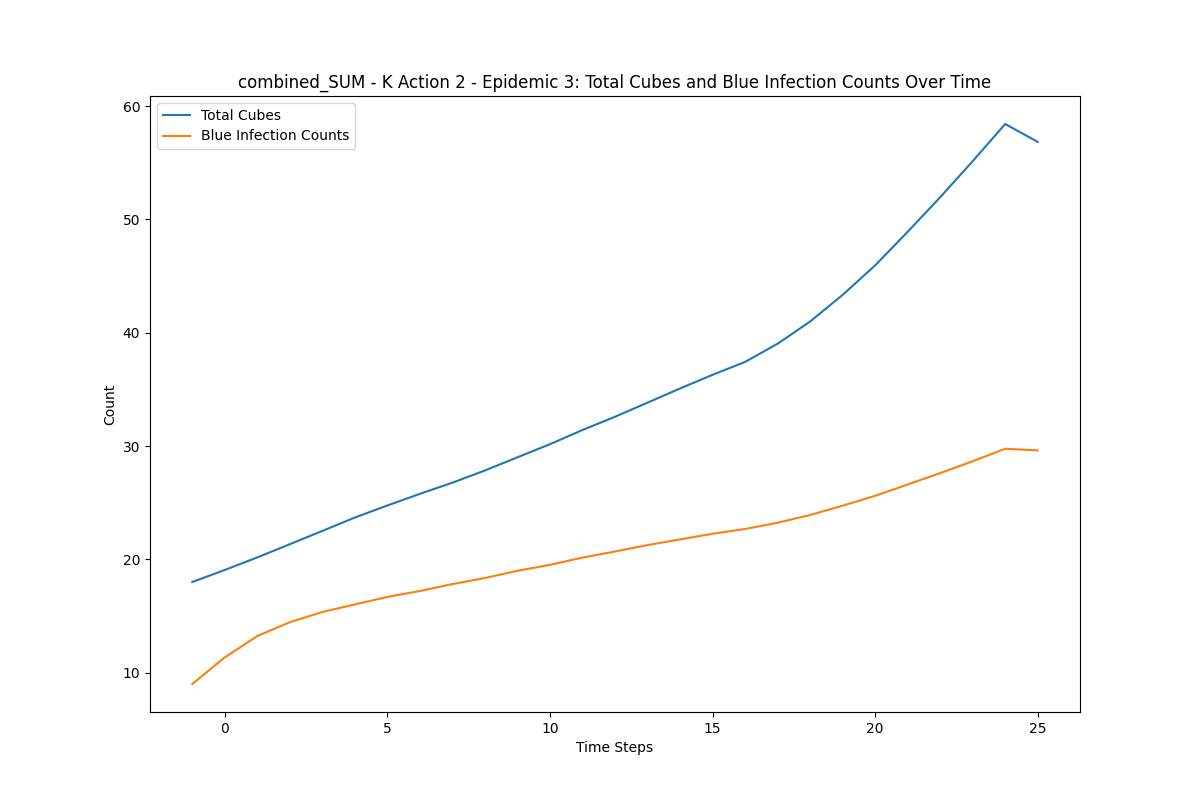 combined_SUM - K Action 2 - Epidemic 3: Total Cubes and Blue Infection Counts Over Time
Total Cubes
Blue Infection Counts
60
50
40
30
20
10
Count
0 5 10 15 20 25
Time Steps